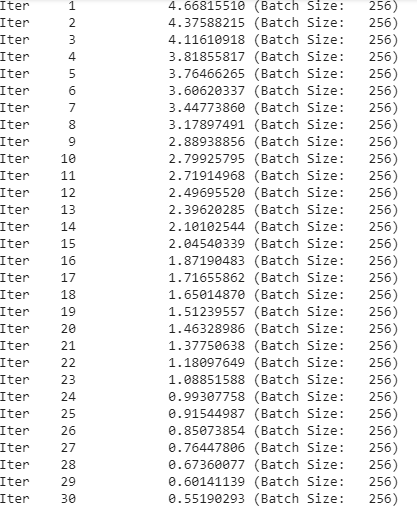 Iter 1 4.66815510 (Batch Size: 256)
Iter 2 4.37588215 (Batch Size: 256)
Iter 3 4.11610918 (Batch Size: 256)
Iter 4 3.81855817 (Batch Size: 256)
Iter 5 3.76466265 (Batch Size: 256)
Iter 6 3.60620337 (Batch Size: 256)
Iter 7 3.44773860 (Batch Size: 256)
Iter 8 3.17897491 (Batch Size: 256)
Iter 9 2.88938856 (Batch Size: 256)
Iter 10 2.79925795 (Batch Size: 256)
Iter 11 2.71914968 (Batch Size: 256)
Iter 12 2.49695520 (Batch Size: 256)
Iter 13 2.39620285 (Batch Size: 256)
Iter 14 2.10102544 (Batch Size: 256)
Iter 15 2.04540339 (Batch Size: 256)
Iter 16 1.87190483 (Batch Size: 256)
Iter 17 1.71655862 (Batch Size: 256)
Iter 18 1.65014870 (Batch Size: 256)
Iter 19 1.51239557 (Batch Size: 256)
Iter 20 1.46328986 (Batch Size: 256)
Iter 21 1.37750638 (Batch Size: 256)
Iter 22 1.18097649 (Batch Size: 256)
Iter 23 1.08851588 (Batch Size: 256)
Iter 24 0.99307758 (Batch Size: 256)
Iter 25 0.91544987 (Batch Size: 256)
Iter 26 0.85073854 (Batch Size: 256)
Iter 27 0.76447806 (Batch Size: 256)
Iter 28 0.67360077 (Batch Size: 256)
Iter 29 0.60141139 (Batch Size: 256)
Iter 30 0.55190293 (Batch Size: 256)